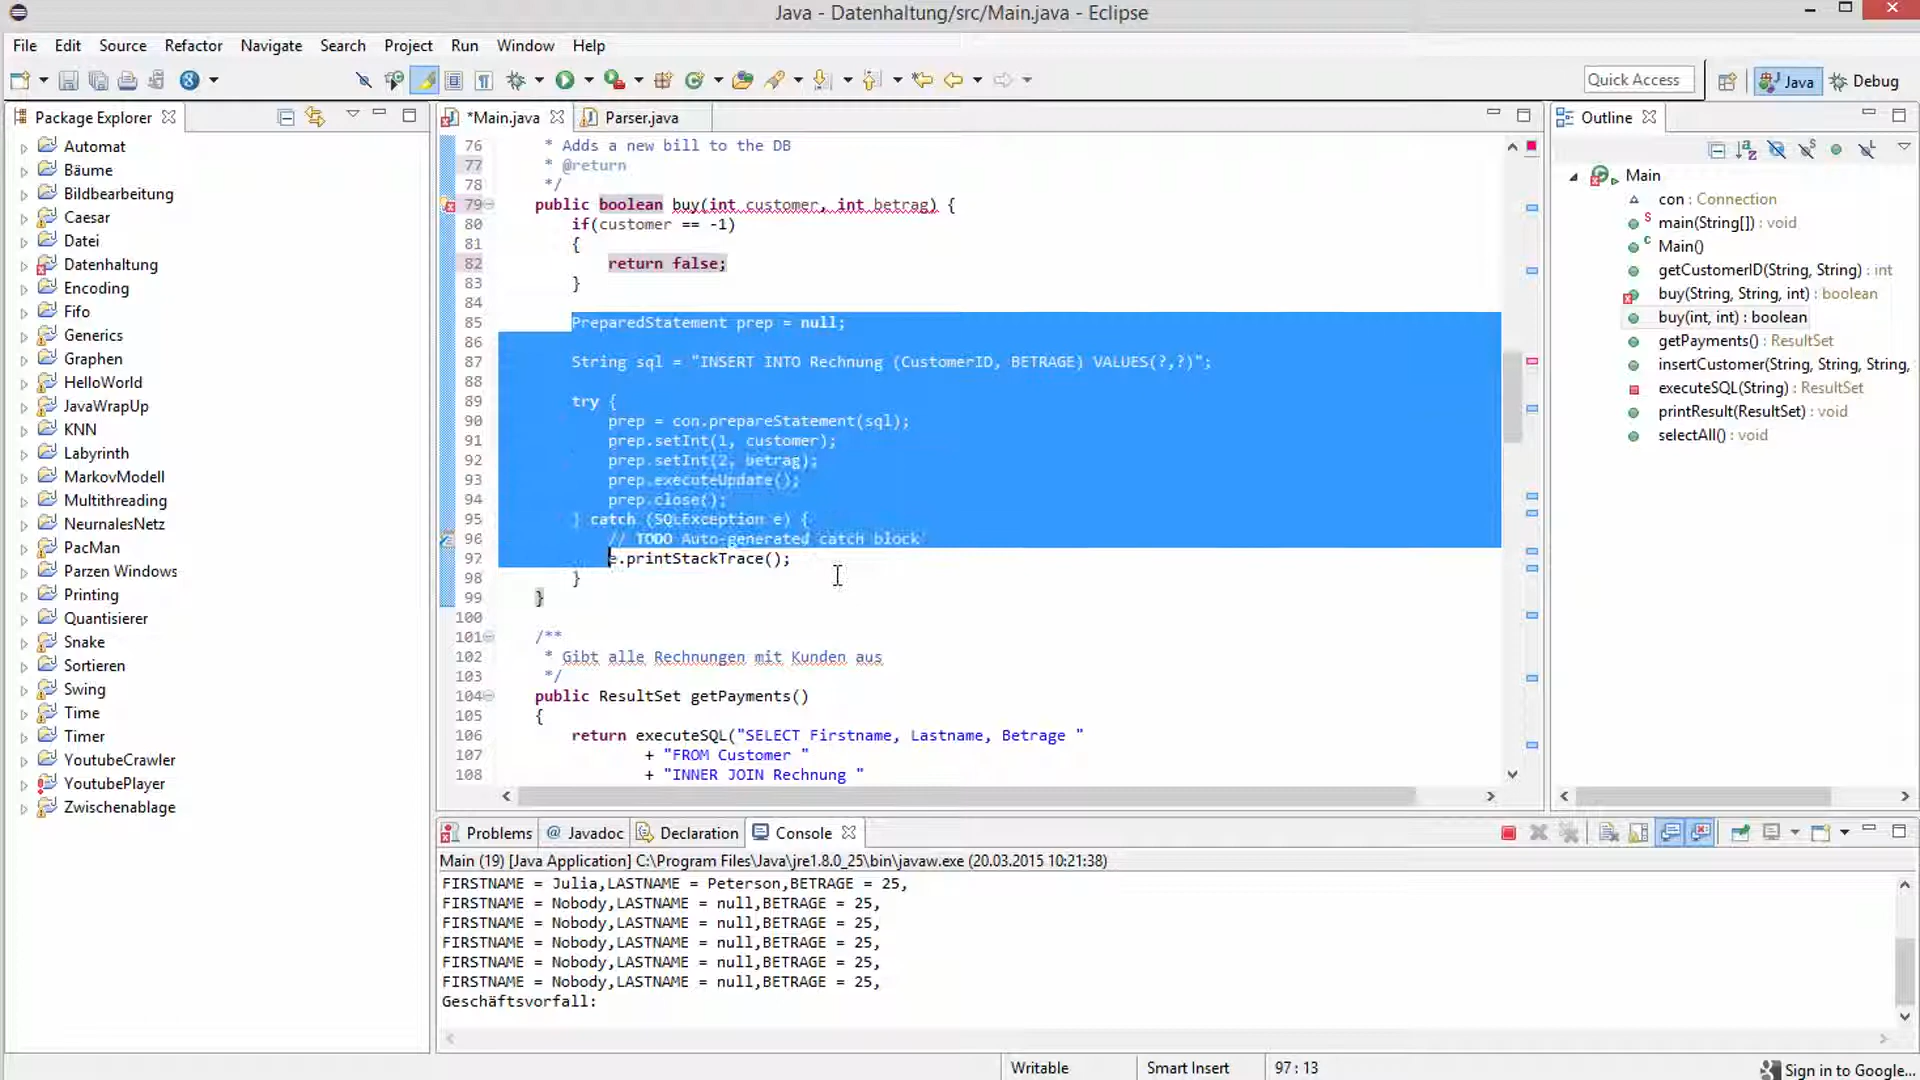 Java - Datenhaltung/src/Main.java - Eclipse
File Edit Source Refactor Navigate Search Project Run Window Help
Quick Access Java Debug
Package Explorer
Automat
Bäume
Bildbearbeitung
Caesar
Datei
Datenhaltung
Encoding
Fifo
Generics
Graphen
HelloWorld
JavaWrapUp
KNN
Labyrinth
MarkovModell
Multithreading
NeurnalesNetz
PacMan
Parzen Windows
Printing
Quantisierer
Snake
Sortieren
Swing
Time
Timer
YoutubeCrawler
YoutubePlayer
Zwischenablage
*Main.java Parser.java
76 * Adds a new bill to the DB
77 * @return
78 */
79 public boolean buy(int customer, int betrag) {
80 if(customer == -1)
81 {
82 return false;
83 }
84
85 PreparedStatement prep = null;
86
87 String sql = "INSERT INTO Rechnung (CustomerID, BETRAGE) VALUES(?,?)";
88
89 try {
90 prep = con.prepareStatement(sql);
91 prep.setInt(1, customer);
92 prep.setInt(2, betrag);
93 prep.executeUpdate();
94 prep.close();
95 } catch (SQLException e) {
96 // TODO Auto-generated catch block
97 e.printStackTrace();
98 }
99 }
100
101 /**
102 * Gibt alle Rechnungen mit Kunden aus
103 */
104 public ResultSet getPayments()
105 {
106 return executeSQL("SELECT Firstname, Lastname, Betrage "
107 + "FROM Customer "
108 + "INNER JOIN Rechnung "
Outline
Main
con : Connection
main(String[]) : void
Main()
getCustomerID(String, String) : int
buy(String, String, int) : boolean
buy(int, int) : boolean
getPayments() : ResultSet
insertCustomer(String, String, String,
executeSQL(String) : ResultSet
printResult(ResultSet) : void
selectAll() : void
Problems @ Javadoc Declaration Console
Main (19) [Java Application] C:\Program Files\Java\jre1.8.0_25\bin\javaw.exe (20.03.2015 10:21:38)
FIRSTNAME = Julia,LASTNAME = Peterson,BETRAGE = 25,
FIRSTNAME = Nobody,LASTNAME = null,BETRAGE = 25,
FIRSTNAME = Nobody,LASTNAME = null,BETRAGE = 25,
FIRSTNAME = Nobody,LASTNAME = null,BETRAGE = 25,
FIRSTNAME = Nobody,LASTNAME = null,BETRAGE = 25,
FIRSTNAME = Nobody,LASTNAME = null,BETRAGE = 25,
Geschäftsvorfall:
Writable Smart Insert 97 : 13 Sign in to Google...